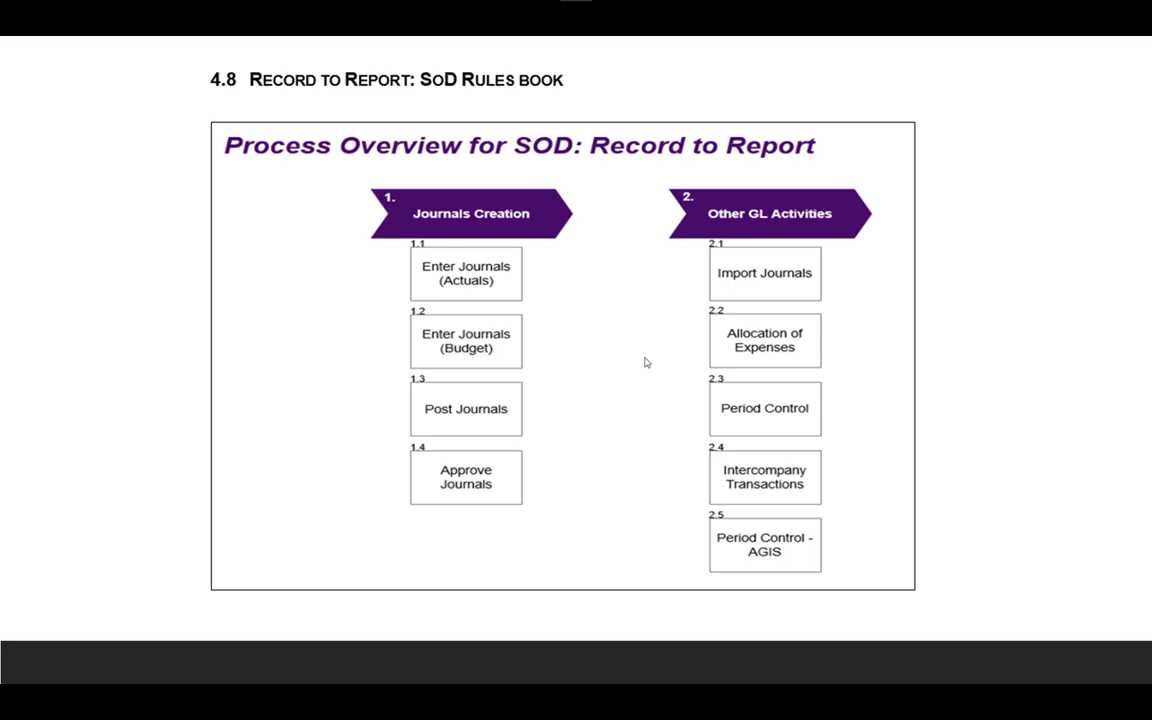 4.8 RECORD TO REPORT: SOD RULES BOOK
Process Overview for SOD: Record to Report
1.
Journals Creation
1.1
Enter Journals
(Actuals)
1.2
Enter Journals
(Budget)
1.3
Post Journals
1.4
Approve
Journals
2.
Other GL Activities
2.1
Import Journals
2.2
Allocation of
Expenses
2.3
Period Control
2.4
Intercompany
Transactions
2.5
Period Control -
AGIS